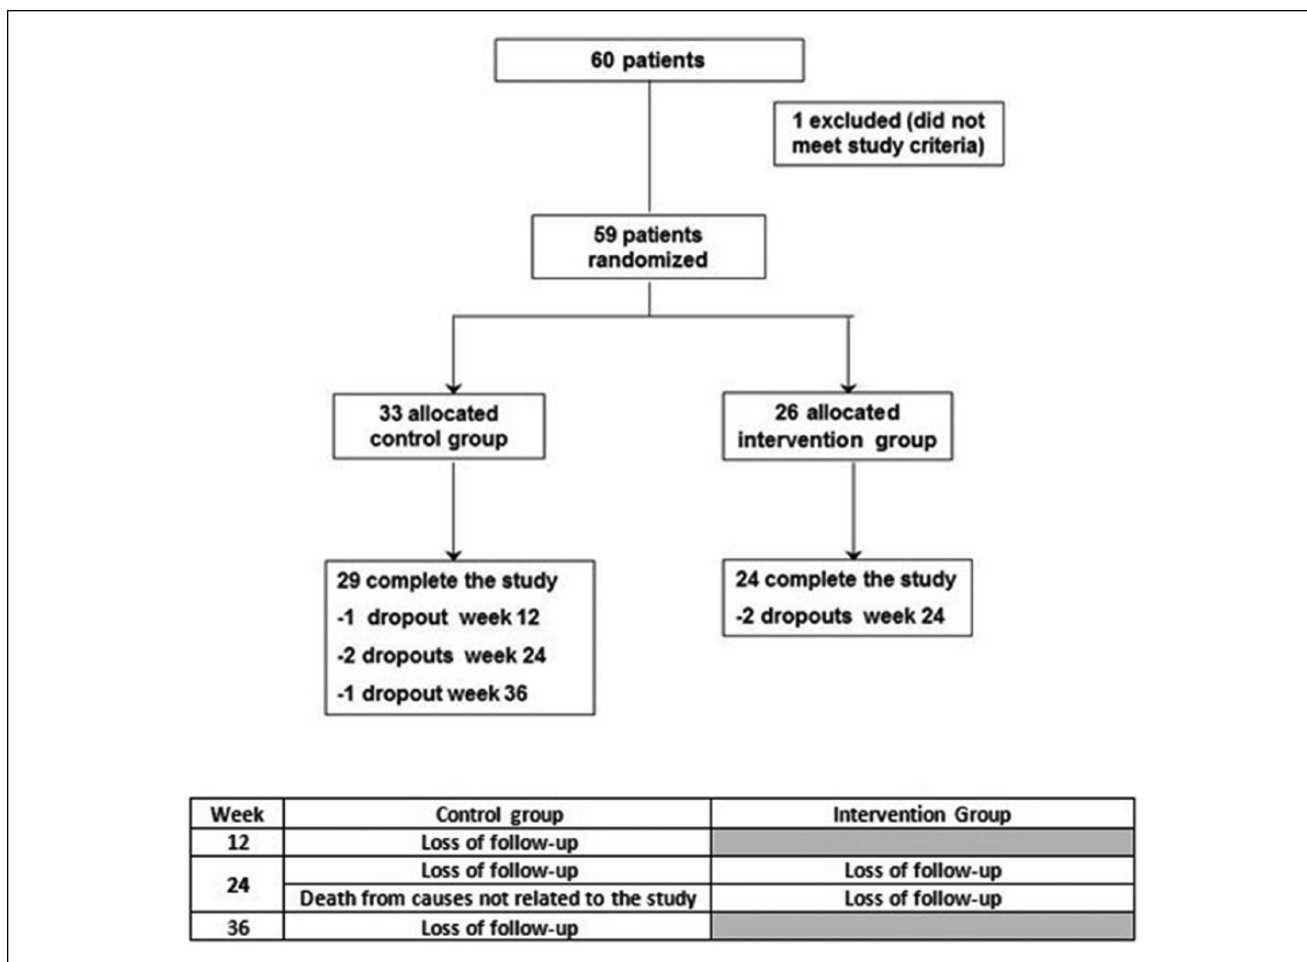 60 patients
1 excluded (did not
meet study criteria)
59 patients
randomized
33 allocated
control group
26 allocated
intervention group
29 complete the study
-1 dropout week 12
-2 dropouts week 24
-1 dropout week 36
24 complete the study
-2 dropouts week 24
Week Control group Intervention Group
12 Loss of follow-up
24 Loss of follow-up Loss of follow-up
Death from causes not related to the study Loss of follow-up
36 Loss of follow-up